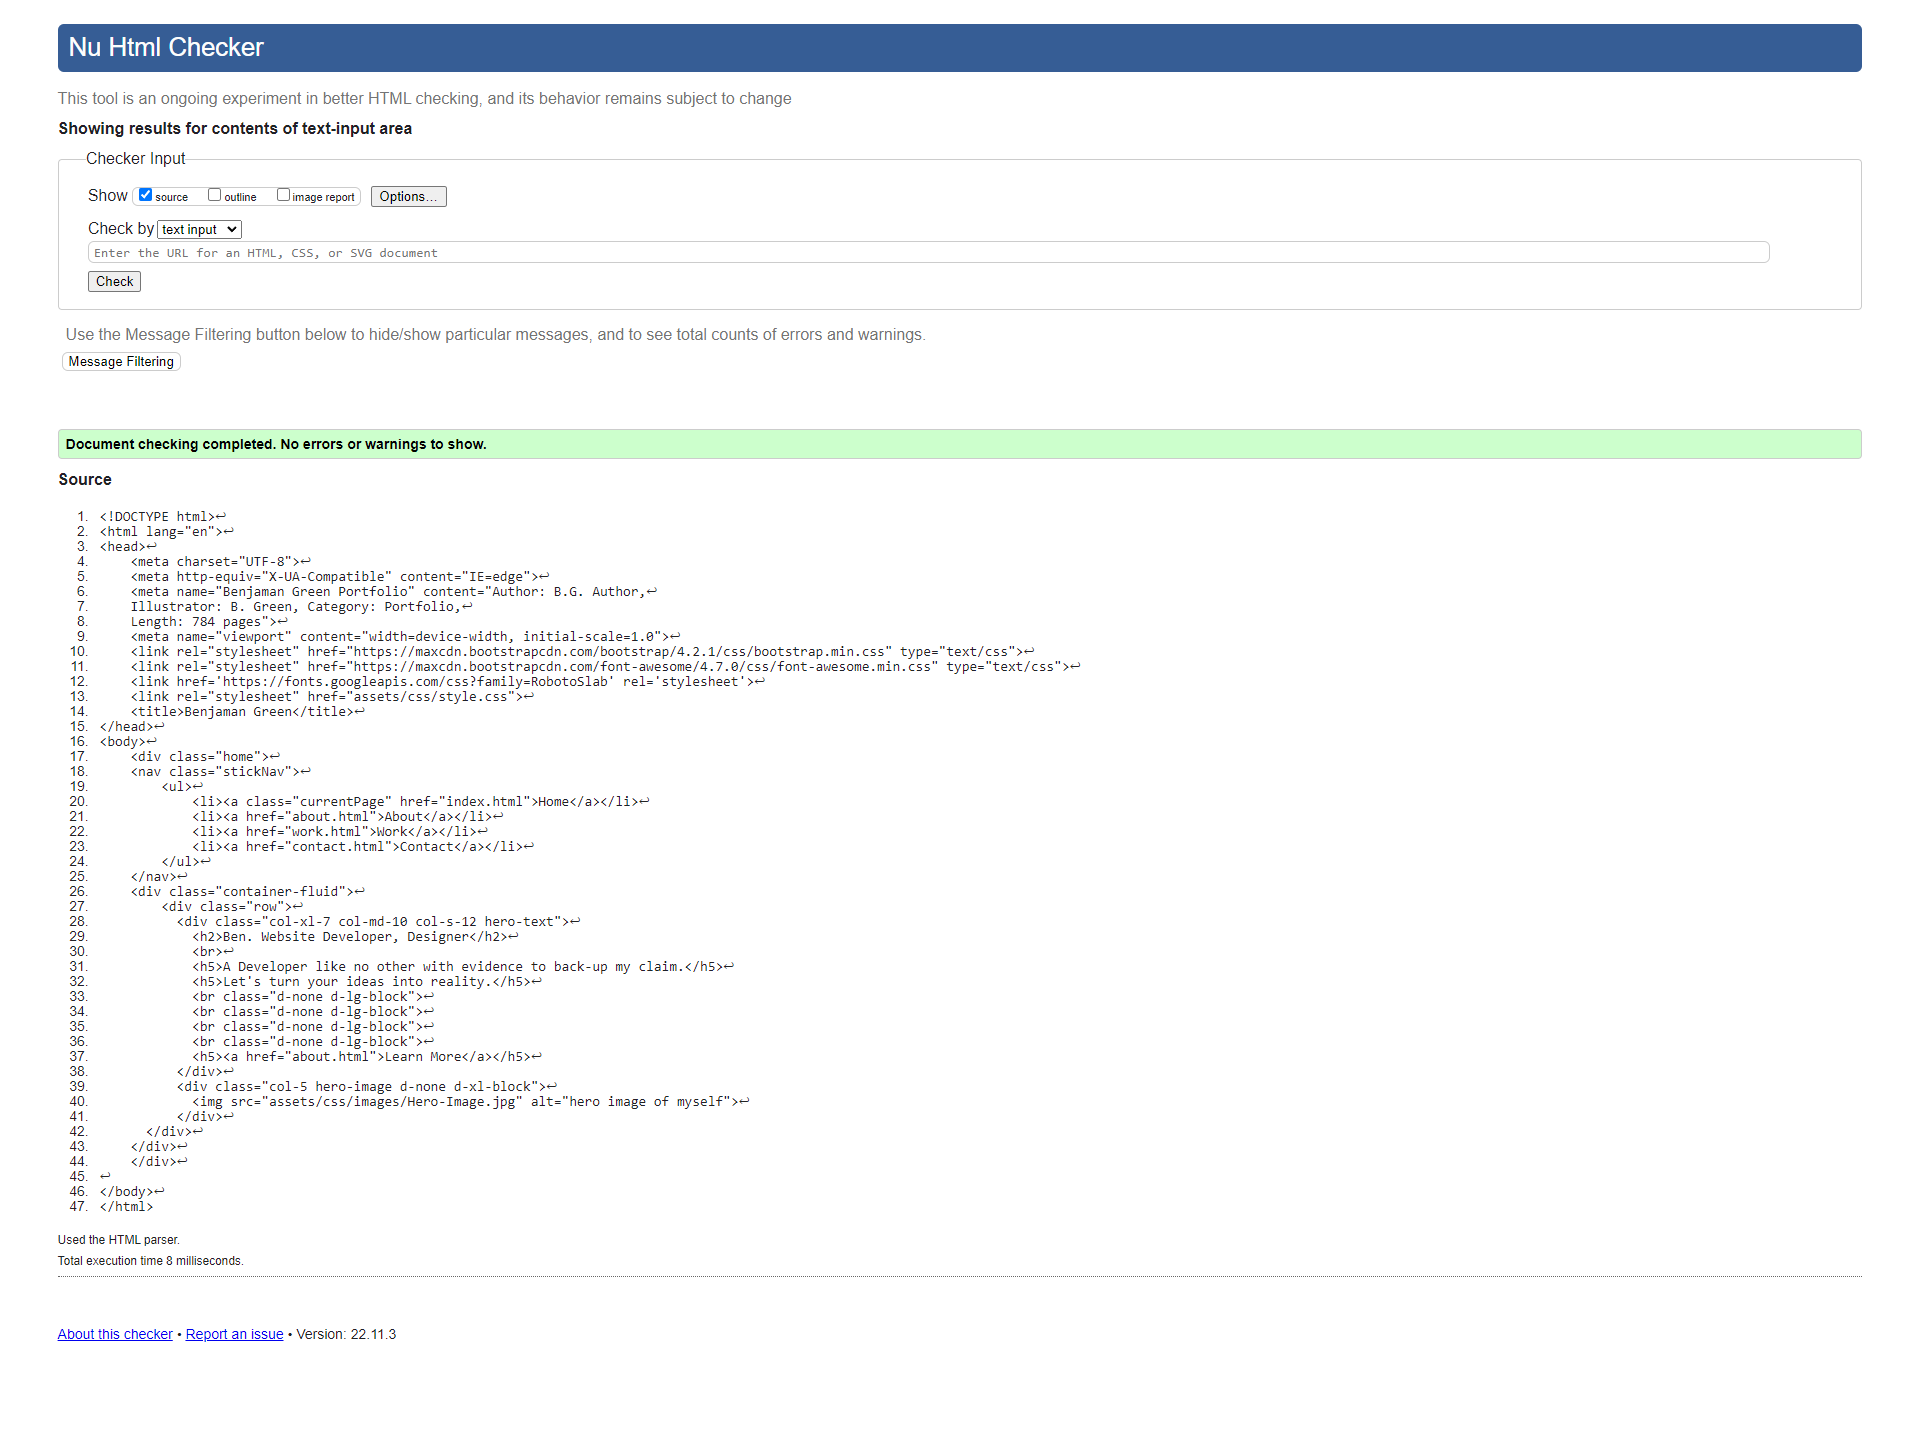 Nu Html Checker
This tool is an ongoing experiment in better HTML checking, and its behavior remains subject to change
Showing results for contents of text-input area
Checker Input
Show source outline image report Options...
Check by text input
Enter the URL for an HTML, CSS, or SVG document
Check
Use the Message Filtering button below to hide/show particular messages, and to see total counts of errors and warnings.
Message Filtering
Document checking completed. No errors or warnings to show.
Source
1. <!DOCTYPE html>↩
2. <html lang="en">↩
3. <head>↩
4.     <meta charset="UTF-8">↩
5.     <meta http-equiv="X-UA-Compatible" content="IE=edge">↩
6.     <meta name="Benjaman Green Portfolio" content="Author: B.G. Author,↩
7.     Illustrator: B. Green, Category: Portfolio,↩
8.     Length: 784 pages">↩
9.     <meta name="viewport" content="width=device-width, initial-scale=1.0">↩
10.     <link rel="stylesheet" href="https://maxcdn.bootstrapcdn.com/bootstrap/4.2.1/css/bootstrap.min.css" type="text/css">↩
11.     <link rel="stylesheet" href="https://maxcdn.bootstrapcdn.com/font-awesome/4.7.0/css/font-awesome.min.css" type="text/css">↩
12.     <link href='https://fonts.googleapis.com/css?family=RobotoSlab' rel='stylesheet'>↩
13.     <link rel="stylesheet" href="assets/css/style.css">↩
14.     <title>Benjaman Green</title>↩
15. </head>↩
16. <body>↩
17.     <div class="home">↩
18.     <nav class="stickNav">↩
19.         <ul>↩
20.             <li><a class="currentPage" href="index.html">Home</a></li>↩
21.             <li><a href="about.html">About</a></li>↩
22.             <li><a href="work.html">Work</a></li>↩
23.             <li><a href="contact.html">Contact</a></li>↩
24.         </ul>↩
25.     </nav>↩
26.     <div class="container-fluid">↩
27.         <div class="row">↩
28.           <div class="col-xl-7 col-md-10 col-s-12 hero-text">↩
29.             <h2>Ben. Website Developer, Designer</h2>↩
30.             <br>↩
31.             <h5>A Developer like no other with evidence to back-up my claim.</h5>↩
32.             <h5>Let's turn your ideas into reality.</h5>↩
33.             <br class="d-none d-lg-block">↩
34.             <br class="d-none d-lg-block">↩
35.             <br class="d-none d-lg-block">↩
36.             <br class="d-none d-lg-block">↩
37.             <h5><a href="about.html">Learn More</a></h5>↩
38.           </div>↩
39.           <div class="col-5 hero-image d-none d-xl-block">↩
40.             <img src="assets/css/images/Hero-Image.jpg" alt="hero image of myself">↩
41.           </div>↩
42.       </div>↩
43.     </div>↩
44.     </div>↩
45. ↩
46. </body>↩
47. </html>
Used the HTML parser.
Total execution time 8 milliseconds.
About this checker • Report an issue • Version: 22.11.3